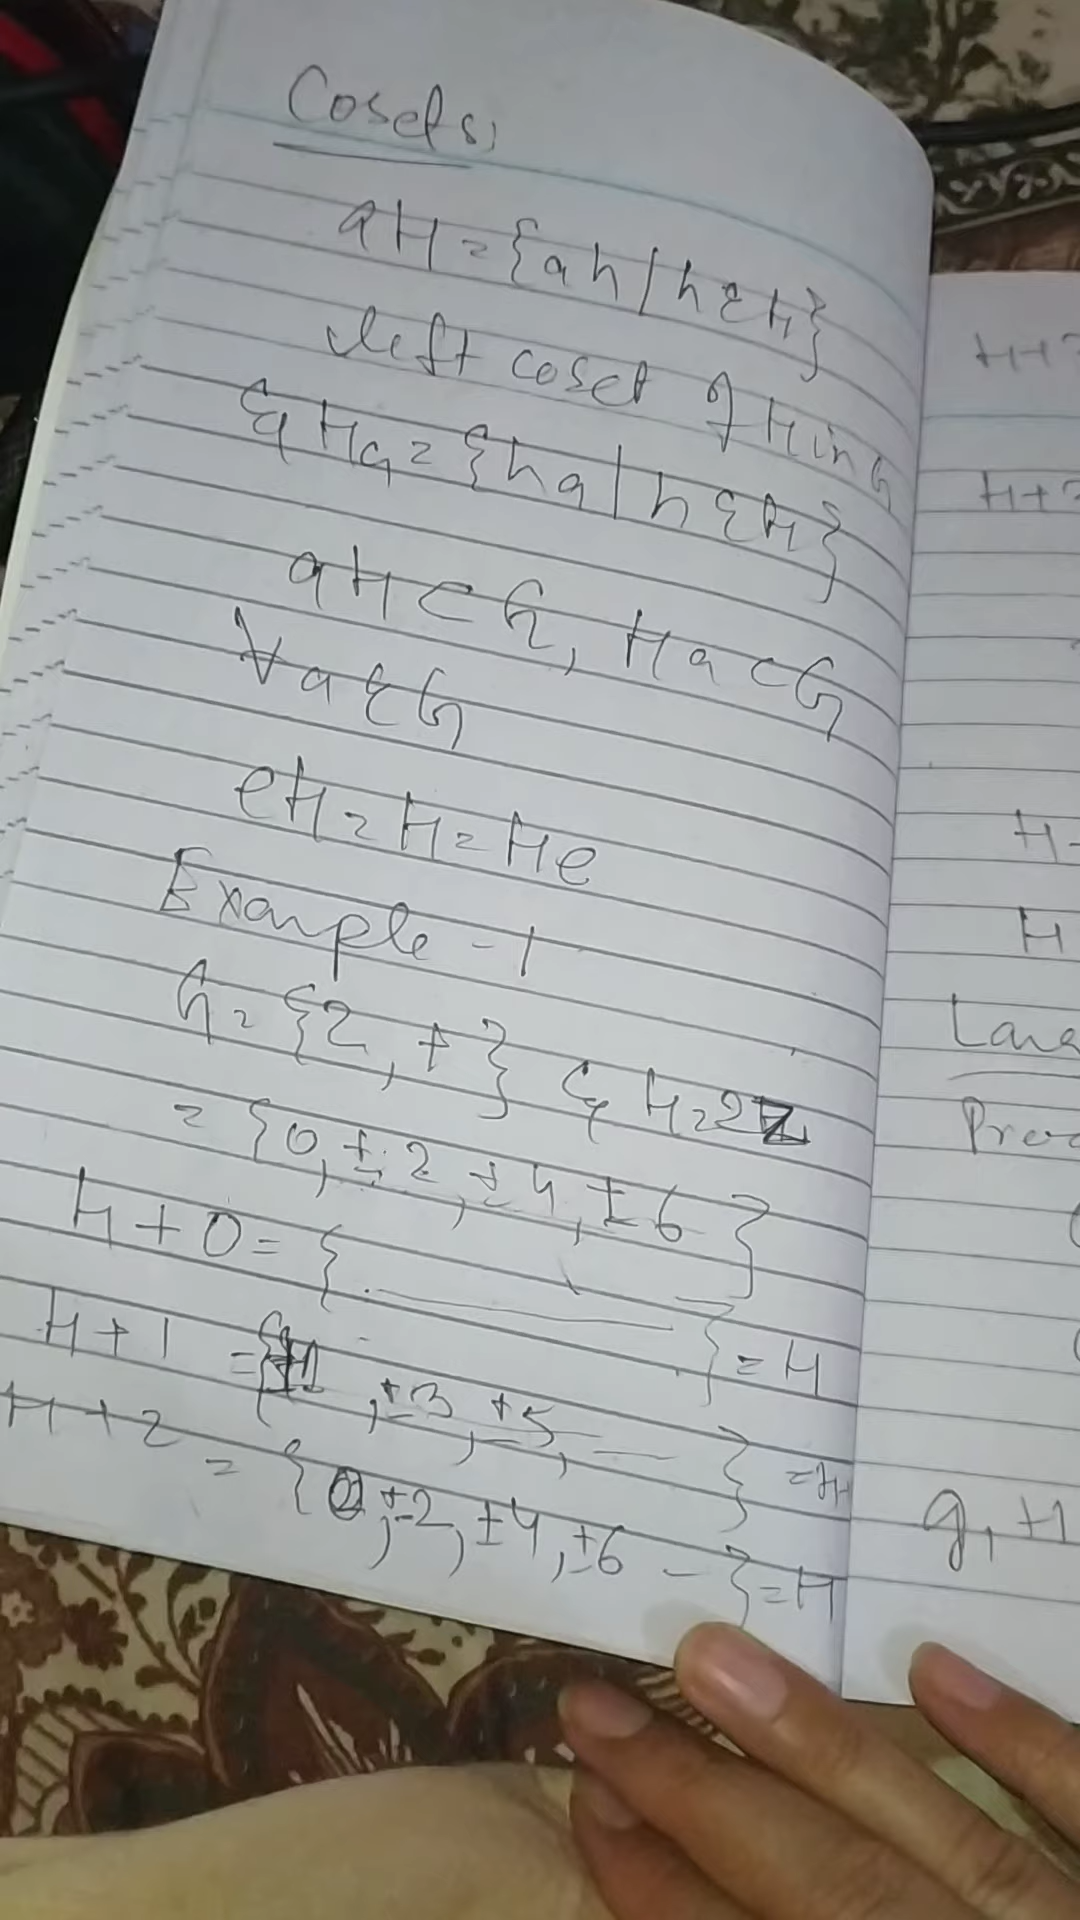 Cosets:
aH = {ah | h ∈ H}
left coset of H in G
& Ha = {ha | h ∈ H}
aH ⊂ G, Ha ⊂ G
∀ a ∈ G
eH = H = He
Example - 1
G = {Z, +} & H = 2Z
= {0, ±2, ±4, ±6 }
H + 0 = { } = H
H + 1 = {±1, ±3, ±5, — }
H + 2 = {0, ±2, ±4, ±6 - } = H
H
H
g, H